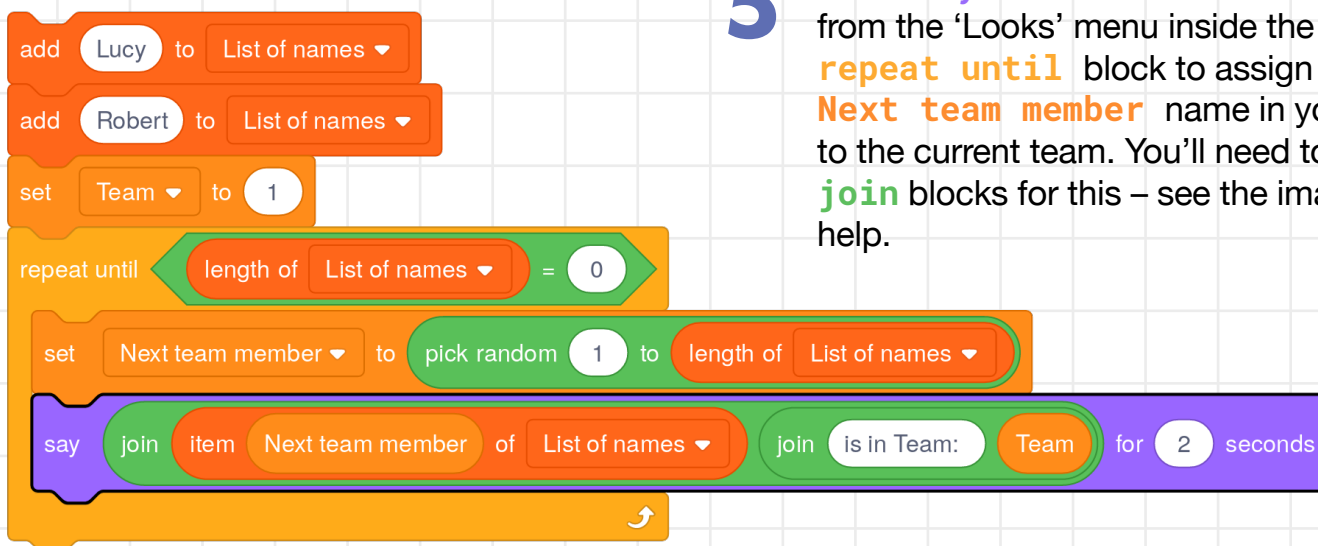 add Lucy to List of names
add Robert to List of names
set Team to 1
repeat until length of List of names = 0
set Next team member to pick random 1 to length of List of names
say join item Next team member of List of names join is in Team: Team for 2 seconds
from the ‘Looks’ menu inside the
repeat until block to assign
Next team member name in
to the current team. You’ll need
join blocks for this – see the
help.